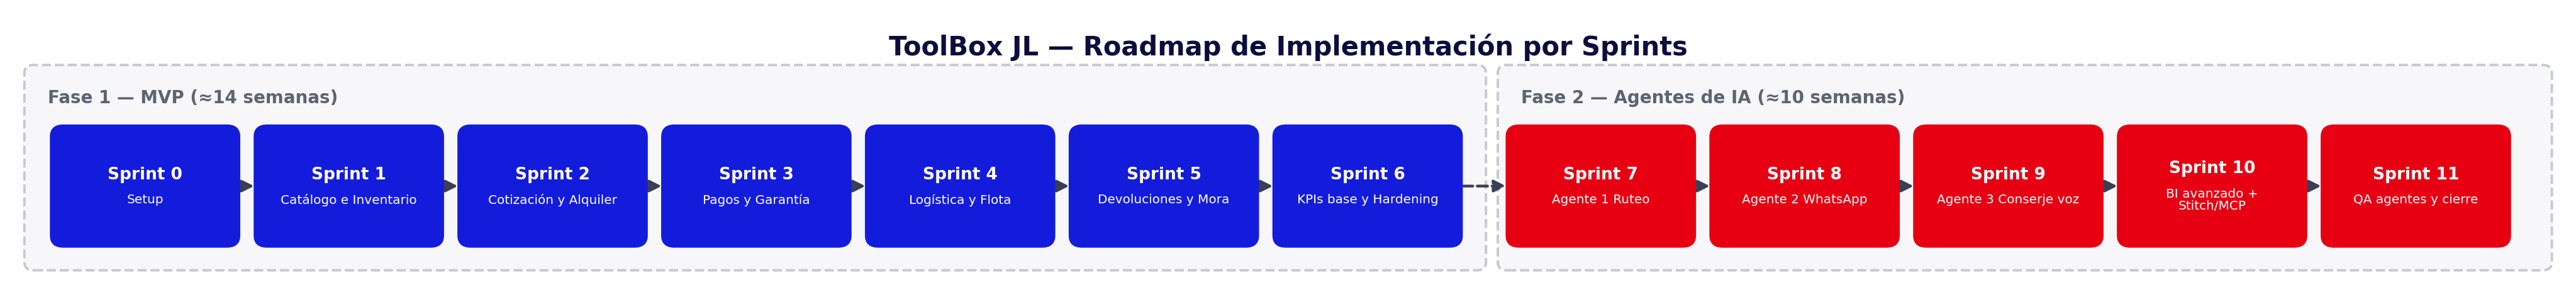 ToolBox JL — Roadmap de Implementación por Sprints
Fase 1 — MVP (≈14 semanas)
Sprint 0
Setup
Sprint 1
Catálogo e Inventario
Sprint 2
Cotización y Alquiler
Sprint 3
Pagos y Garantía
Sprint 4
Logística y Flota
Sprint 5
Devoluciones y Mora
Sprint 6
KPIs base y Hardening
Fase 2 — Agentes de IA (≈10 semanas)
Sprint 7
Agente 1 Ruteo
Sprint 8
Agente 2 WhatsApp
Sprint 9
Agente 3 Conserje voz
Sprint 10
BI avanzado +
Stitch/MCP
Sprint 11
QA agentes y cierre